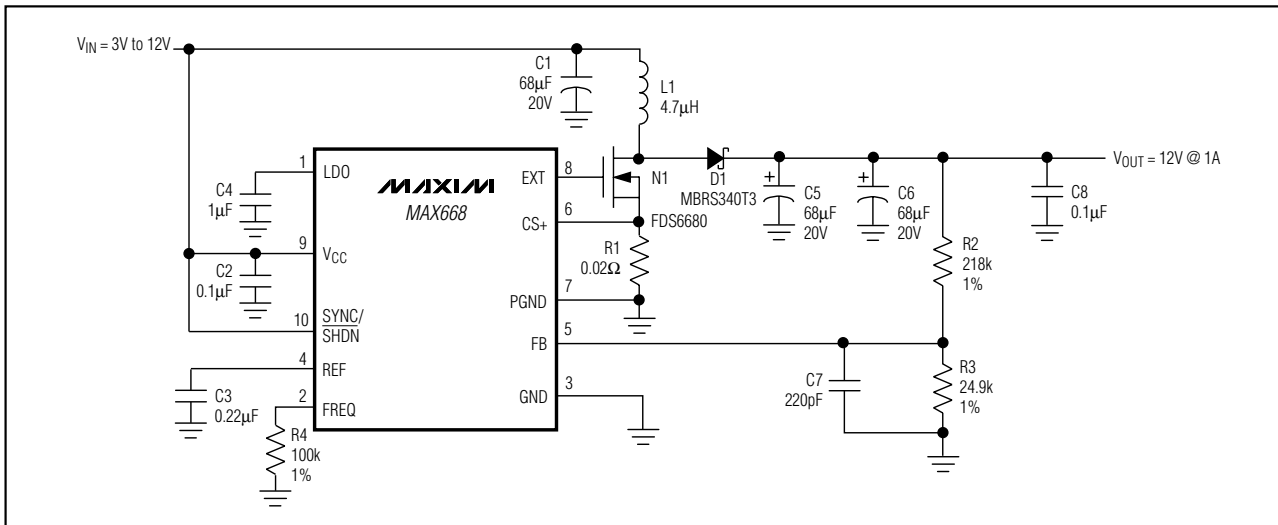 VIN = 3V to 12V
C1
68µF
20V
L1
4.7µH
1
LDO
MAXIM
MAX668
EXT
8
N1
FDS6680
D1
MBRS340T3
VOUT = 12V @ 1A
+
C5
68µF
20V
+
C6
68µF
20V
C8
0.1µF
C4
1µF
CS+
6
R1
0.02Ω
R2
218k
1%
9
VCC
C2
0.1µF
PGND
7
10
SYNC/
SHDN
FB
5
4
REF
C3
0.22µF
C7
220pF
R3
24.9k
1%
GND
3
2
FREQ
R4
100k
1%